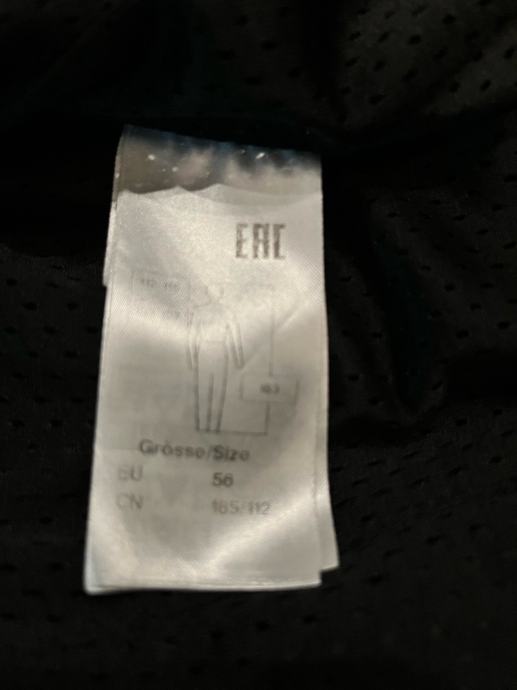 EAC
Grösse/Size
EU 56
CN 185/112